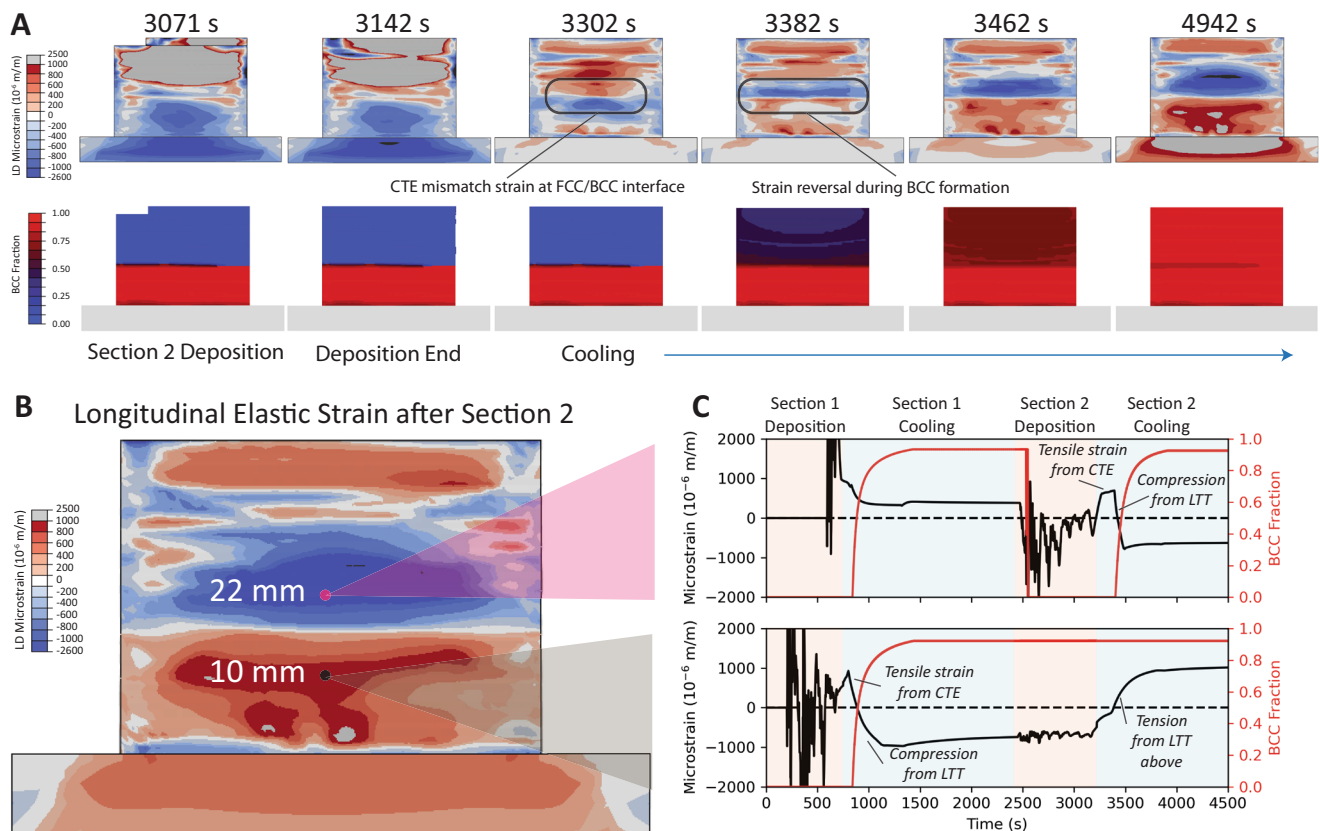 A
3071 s
3142 s
3302 s
3382 s
3462 s
4942 s
LD Microstrain (10⁻⁶ m/m)
2500
1000
800
600
400
200
0
-200
-400
-600
-800
-1000
-2600
CTE mismatch strain at FCC/BCC interface
Strain reversal during BCC formation
BCC Fraction
1.00
0.75
0.50
0.25
0.00
Section 2 Deposition
Deposition End
Cooling
B
Longitudinal Elastic Strain after Section 2
LD Microstrain (10⁻⁶ m/m)
2500
1000
800
600
400
200
0
-200
-400
-600
-800
-1000
-2600
22 mm
10 mm
C
Section 1
Deposition
Section 1
Cooling
Section 2
Deposition
Section 2
Cooling
Microstrain (10⁻⁶ m/m)
2000
1000
0
−1000
−2000
Tensile strain
from CTE
Compression
from LTT
1.0
0.8
0.6
0.4
0.2
0.0
BCC Fraction
Microstrain (10⁻⁶ m/m)
2000
1000
0
−1000
−2000
Tensile strain
from CTE
Compression
from LTT
Tension
from LTT
above
1.0
0.8
0.6
0.4
0.2
0.0
BCC Fraction
0 500 1000 1500 2000 2500 3000 3500 4000 4500
Time (s)